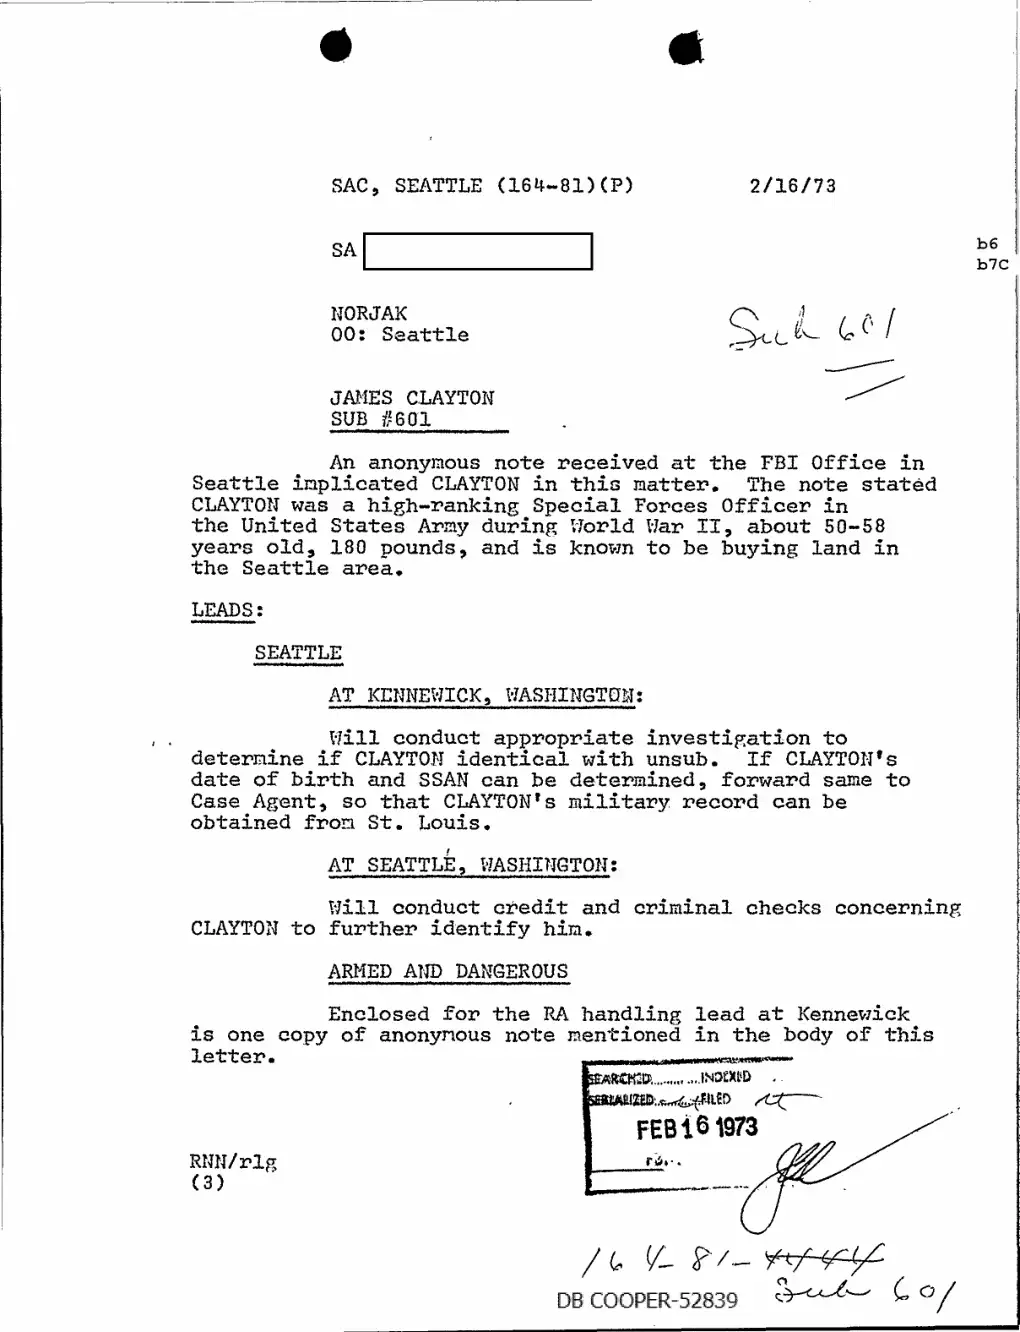 SAC, SEATTLE (164-81)(P) 2/16/73
SA
b6
b7C
NORJAK
OO: Seattle
Sub 601
JAMES CLAYTON
SUB #601
An anonymous note received at the FBI Office in
Seattle implicated CLAYTON in this matter. The note stated
CLAYTON was a high-ranking Special Forces Officer in
the United States Army during World War II, about 50-58
years old, 180 pounds, and is known to be buying land in
the Seattle area.
LEADS:
SEATTLE
AT KENNEWICK, WASHINGTON:
Will conduct appropriate investigation to
determine if CLAYTON identical with unsub. If CLAYTON's
date of birth and SSAN can be determined, forward same to
Case Agent, so that CLAYTON's military record can be
obtained from St. Louis.
AT SEATTLE, WASHINGTON:
Will conduct credit and criminal checks concerning
CLAYTON to further identify him.
ARMED AND DANGEROUS
Enclosed for the RA handling lead at Kennewick
is one copy of anonymous note mentioned in the body of this
letter.
SEARCHED......... ...INDEXED
SERIALIZED FILED
FEB 16 1973
RNN/rlg
(3)
164-81-
Sub 601
DB COOPER-52839